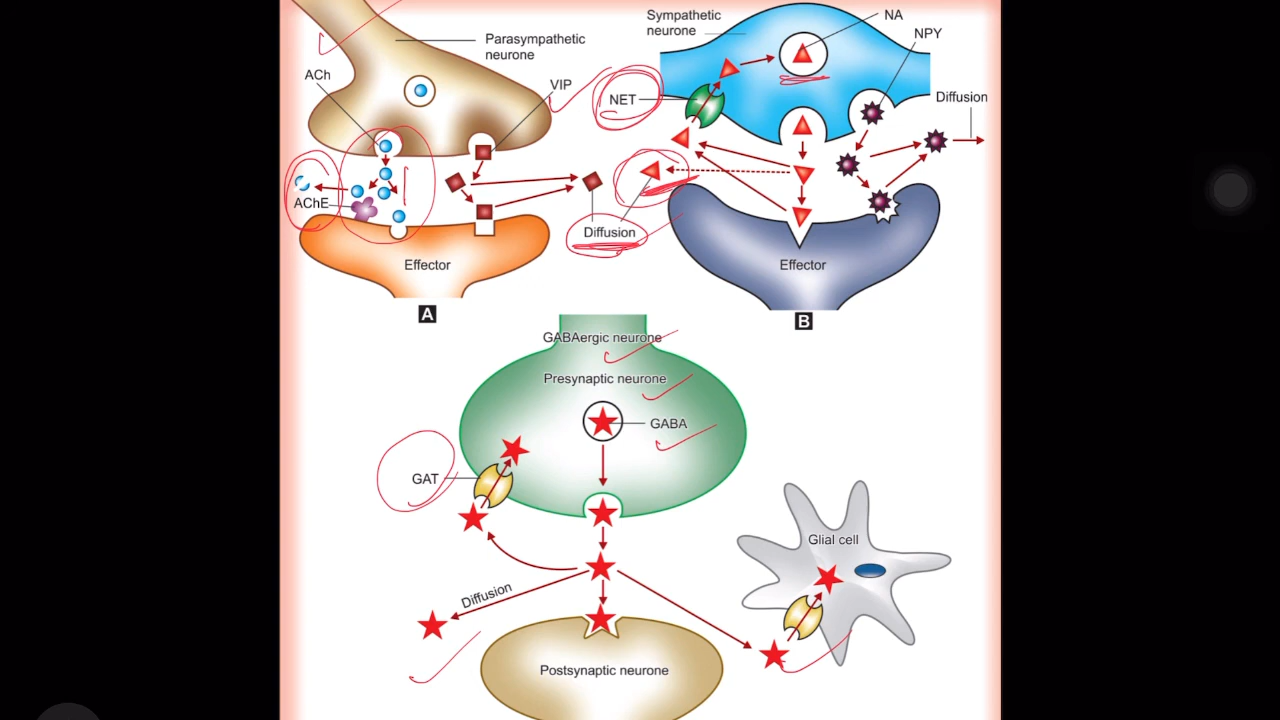 Parasympathetic
neurone
ACh
VIP
AChE
Effector
A
Diffusion
Sympathetic
neurone
NA
NPY
NET
Diffusion
Effector
B
GABAergic neurone
Presynaptic neurone
GABA
GAT
Glial cell
Diffusion
Postsynaptic neurone